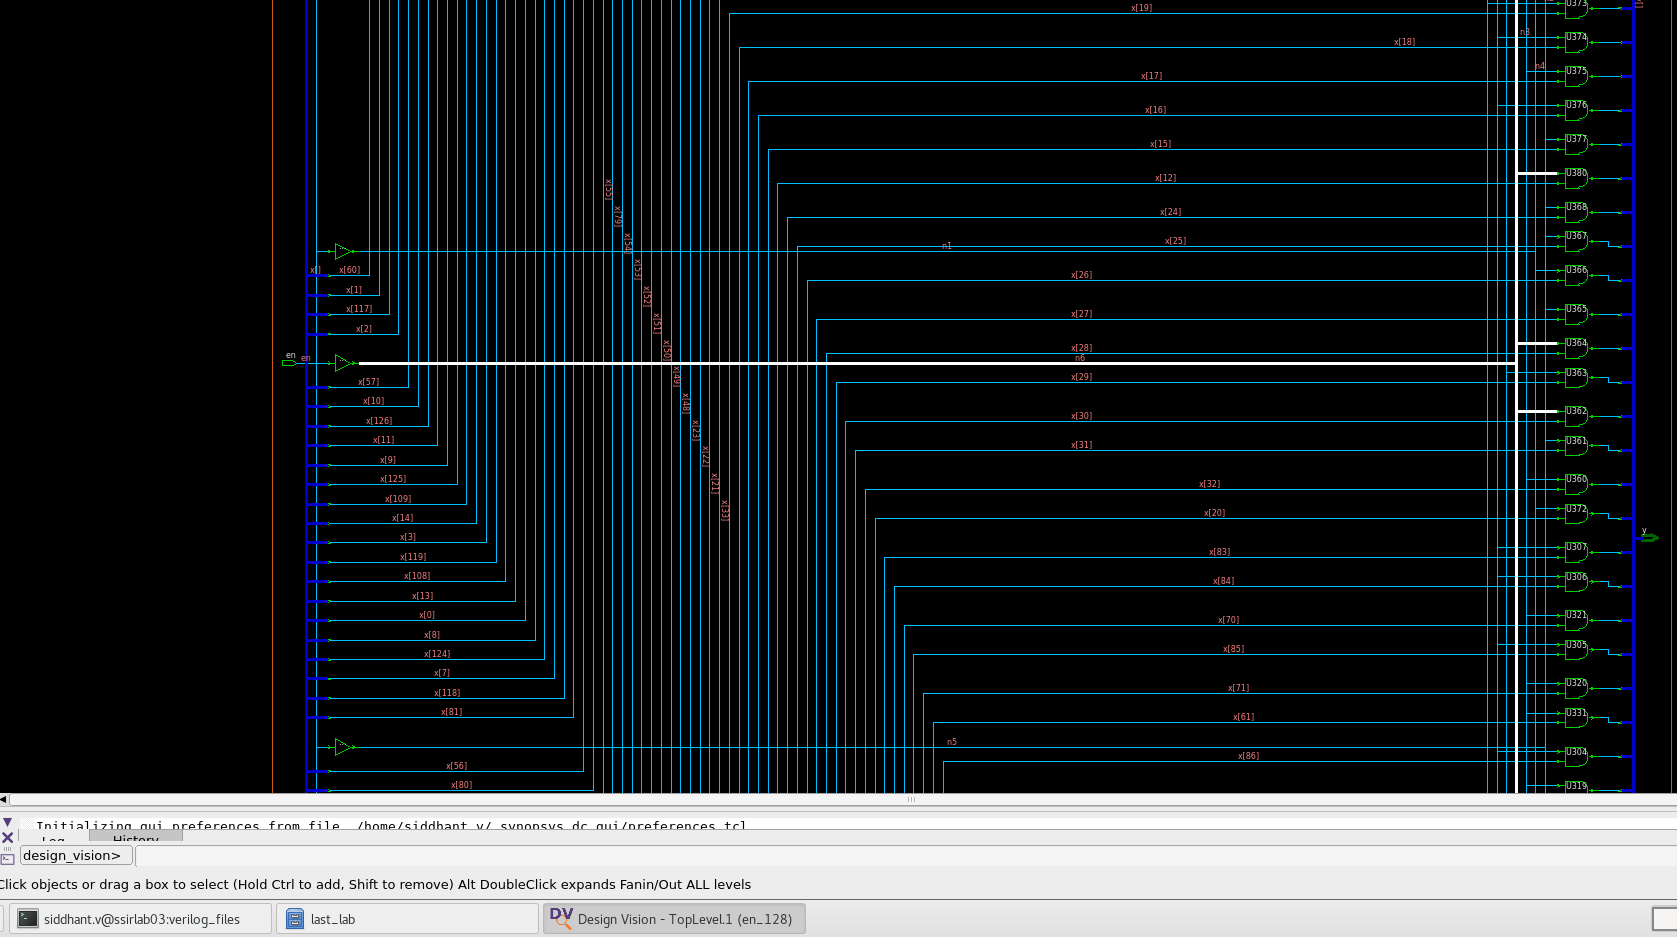 x[19]
U373
n3
x[18]
U374
n4
x[17]
U375
x[16]
U376
x[15]
U377
x[12]
U380
x[55]
x[24]
U368
x[79]
x[25]
U367
n1
x[54]
x[]
x[60]
x[53]
x[26]
U366
x[1]
x[52]
x[117]
x[27]
U365
x[2]
x[51]
en
en
x[50]
x[28]
U364
n6
x[57]
x[49]
x[29]
U363
x[10]
x[48]
x[126]
x[30]
U362
x[11]
x[23]
x[31]
U361
x[9]
x[22]
x[125]
x[21]
x[32]
U360
x[109]
x[33]
x[14]
x[20]
U372
x[3]
y
x[119]
x[83]
U307
x[108]
x[84]
U306
x[13]
x[0]
x[70]
U321
x[8]
x[124]
x[85]
U305
x[7]
x[118]
x[71]
U320
x[81]
x[61]
U331
n5
x[56]
x[86]
U304
x[80]
U319
Initializing gui preferences from file /home/siddhant.v/.synopsys_dc_gui/preferences.tcl
Log History
design_vision>
Click objects or drag a box to select (Hold Ctrl to add, Shift to remove) Alt DoubleClick expands Fanin/Out ALL levels
siddhant.v@ssirlab03:verilog_files
last_lab
DV Design Vision - TopLevel.1 (en_128)